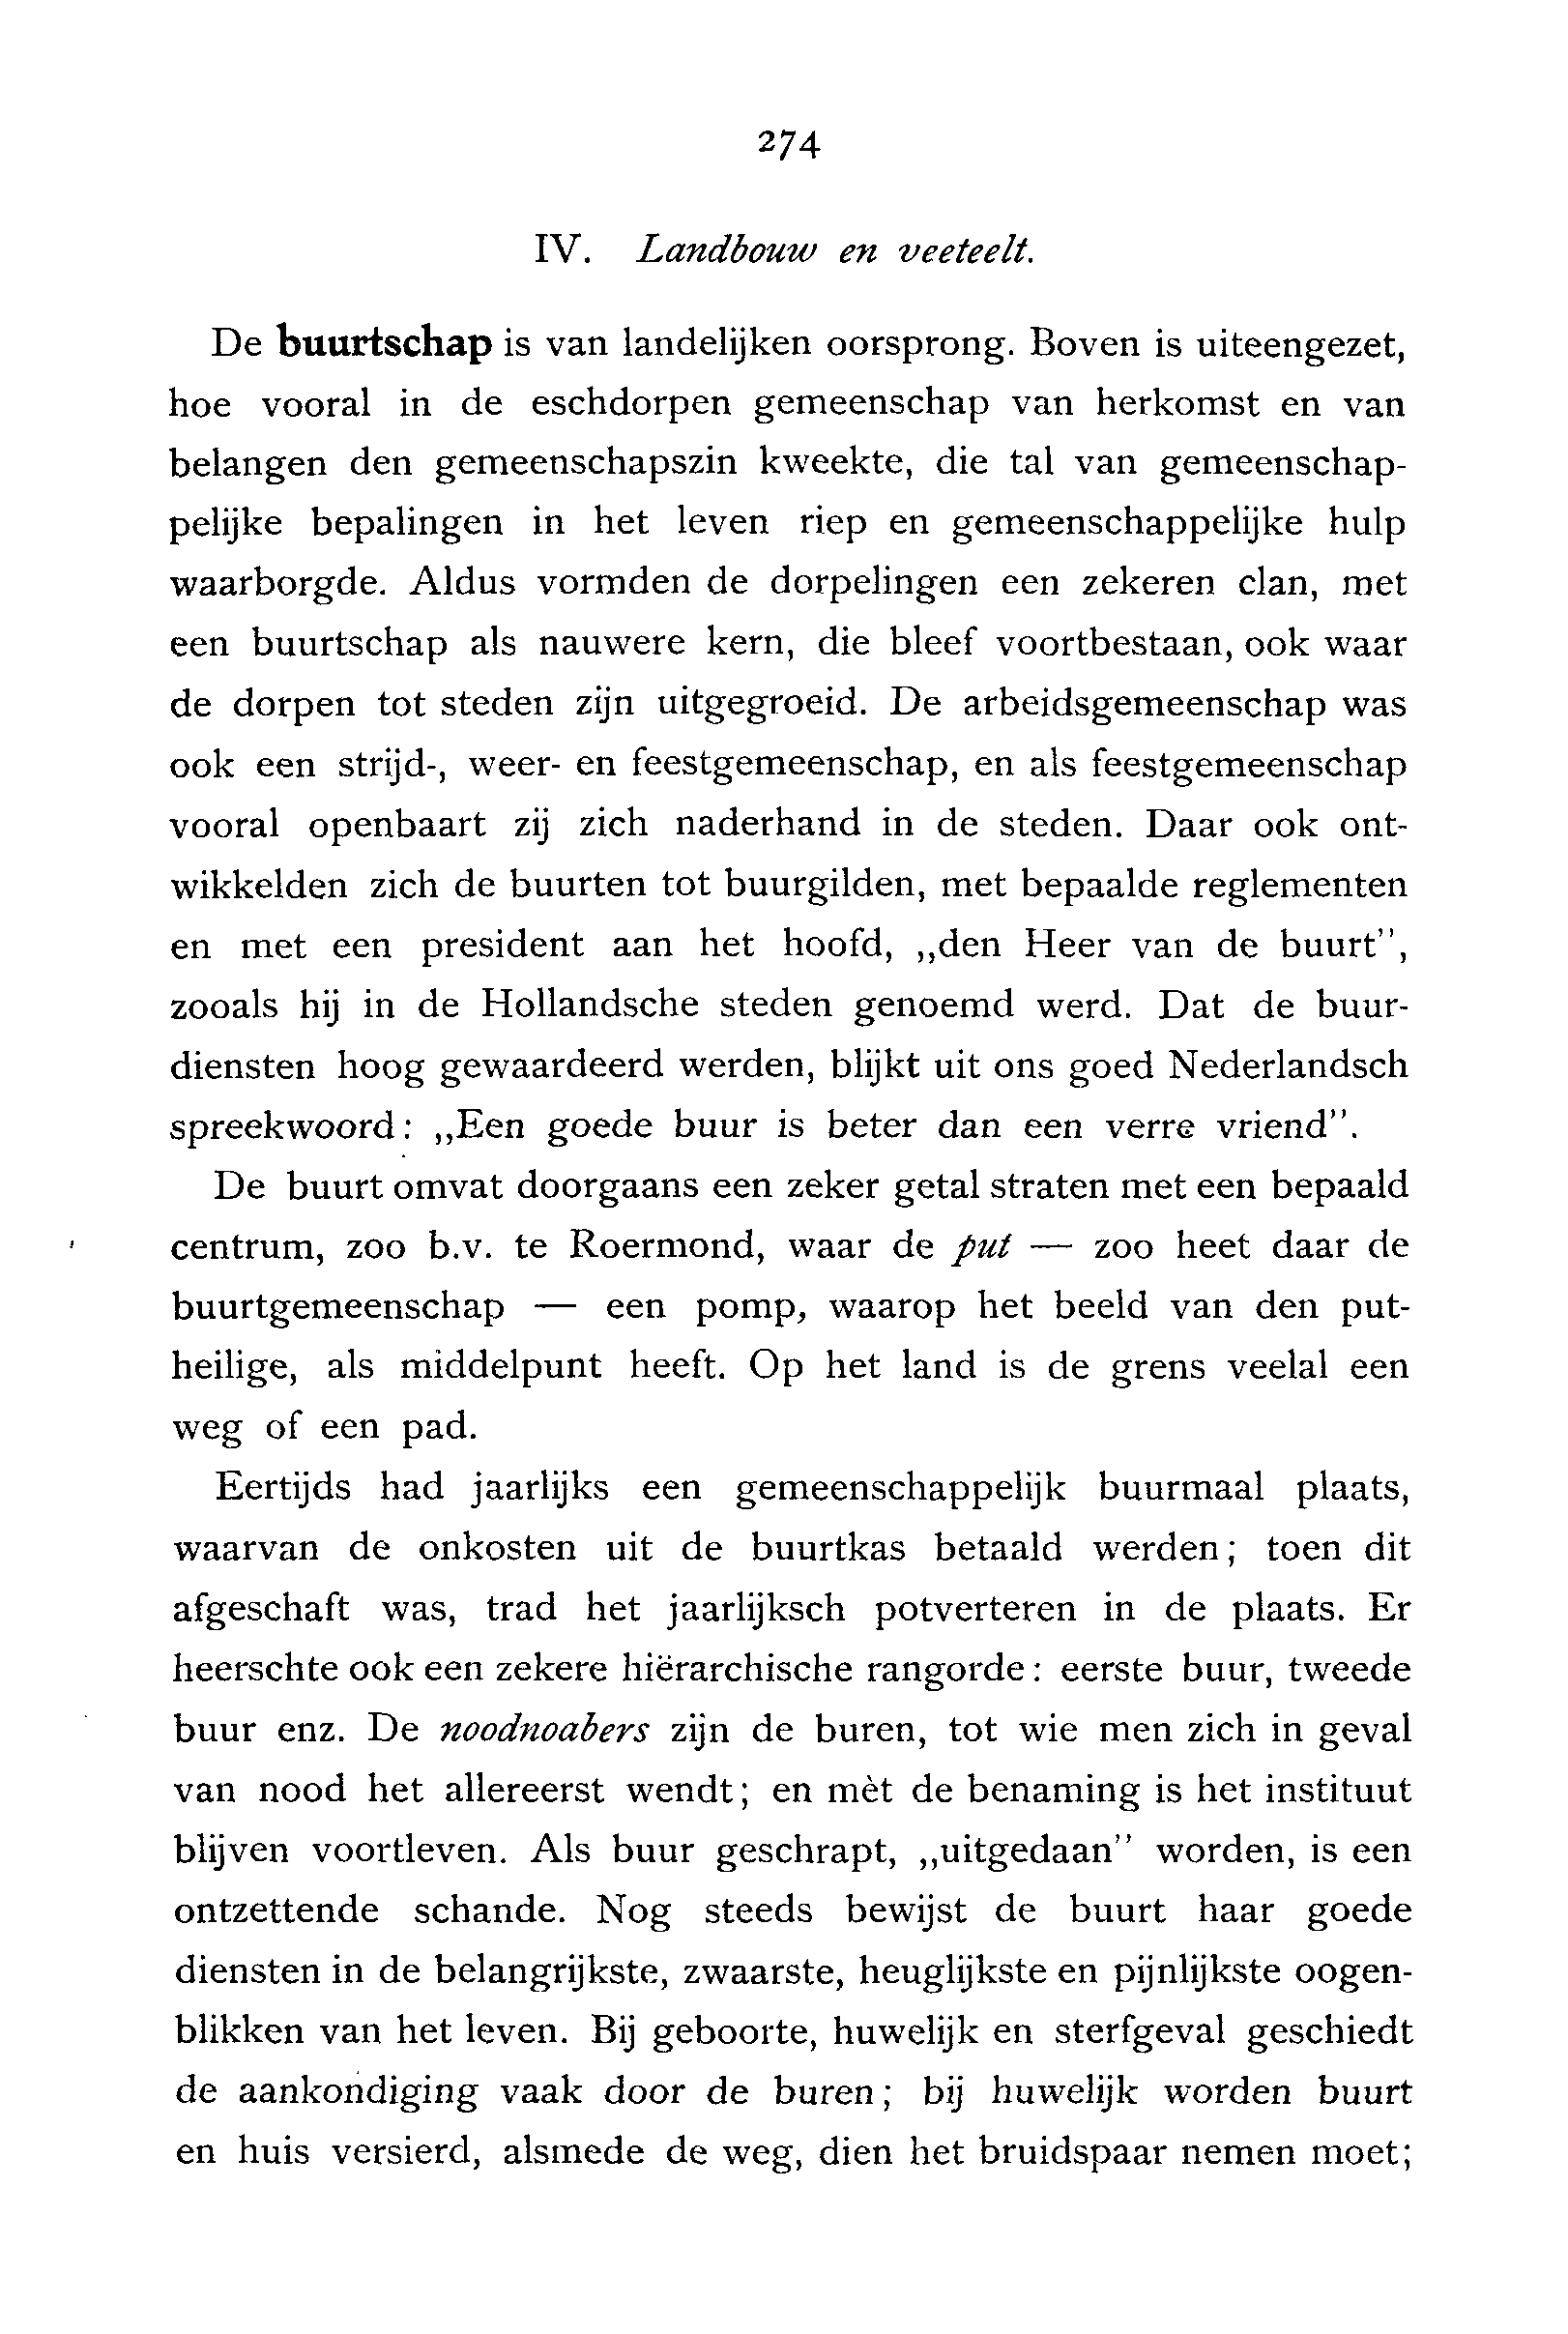 274
IV. Landbouw en veeteelt.
De buurtschap is van landelijken oorsprong. Boven is uiteengezet,
hoe vooral in de eschdorpen gemeenschap van herkomst en van
belangen den gemeenschapszin kweekte, die tal van gemeenschap-
pelijke bepalingen in het leven riep en gemeenschappelijke hulp
waarborgde. Aldus vormden de dorpelingen een zekeren clan, met
een buurtschap als nauwere kern, die bleef voortbestaan, ook waar
de dorpen tot steden zijn uitgegroeid. De arbeidsgemeenschap was
ook een strijd-, weer- en feestgemeenschap, en als feestgemeenschap
vooral openbaart zij zich naderhand in de steden. Daar ook ont-
wikkelden zich de buurten tot buurgilden, met bepaalde reglementen
en met een president aan het hoofd, „den Heer van de buurt”,
zooals hij in de Hollandsche steden genoemd werd. Dat de buur-
diensten hoog gewaardeerd werden, blijkt uit ons goed Nederlandsch
spreekwoord: „Een goede buur is beter dan een verre vriend”.
De buurt omvat doorgaans een zeker getal straten met een bepaald
centrum, zoo b.v. te Roermond, waar de put — zoo heet daar de
buurtgemeenschap — een pomp, waarop het beeld van den put-
heilige, als middelpunt heeft. Op het land is de grens veelal een
weg of een pad.
Eertijds had jaarlijks een gemeenschappelijk buurmaal plaats,
waarvan de onkosten uit de buurtkas betaald werden; toen dit
afgeschaft was, trad het jaarlijksch potverteren in de plaats. Er
heerschte ook een zekere hiërarchische rangorde: eerste buur, tweede
buur enz. De noodnoabers zijn de buren, tot wie men zich in geval
van nood het allereerst wendt; en mèt de benaming is het instituut
blijven voortleven. Als buur geschrapt, „uitgedaan” worden, is een
ontzettende schande. Nog steeds bewijst de buurt haar goede
diensten in de belangrijkste, zwaarste, heuglijkste en pijnlijkste oogen-
blikken van het leven. Bij geboorte, huwelijk en sterfgeval geschiedt
de aankondiging vaak door de buren; bij huwelijk worden buurt
en huis versierd, alsmede de weg, dien het bruidspaar nemen moet;